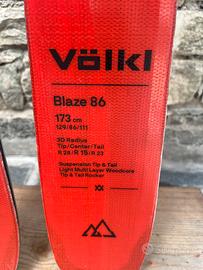 Völkl
Blaze 86
173 cm
129/86/111
3D Radius
Tip/Center/Tail
R 28 / R 15 / R 23
Suspension Tip & Tail
Light Multi Layer Woodcore
Tip & Tail Rocker